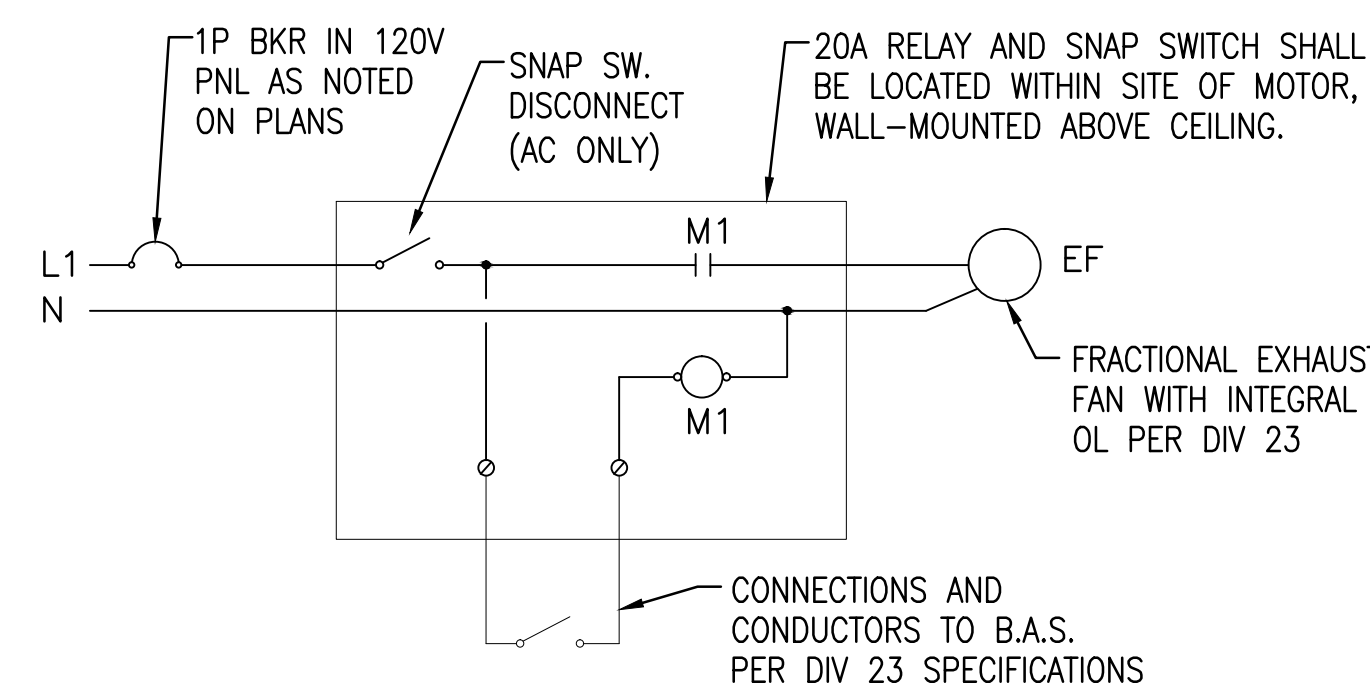 1P BKR IN 120V
PNL AS NOTED
ON PLANS
SNAP SW.
DISCONNECT
(AC ONLY)
20A RELAY AND SNAP SWITCH SHALL
BE LOCATED WITHIN SITE OF MOTOR,
WALL-MOUNTED ABOVE CEILING.
L1
M1
EF
N
M1
FRACTIONAL EXHAUST
FAN WITH INTEGRAL
OL PER DIV 23
CONNECTIONS AND
CONDUCTORS TO B.A.S.
PER DIV 23 SPECIFICATIONS